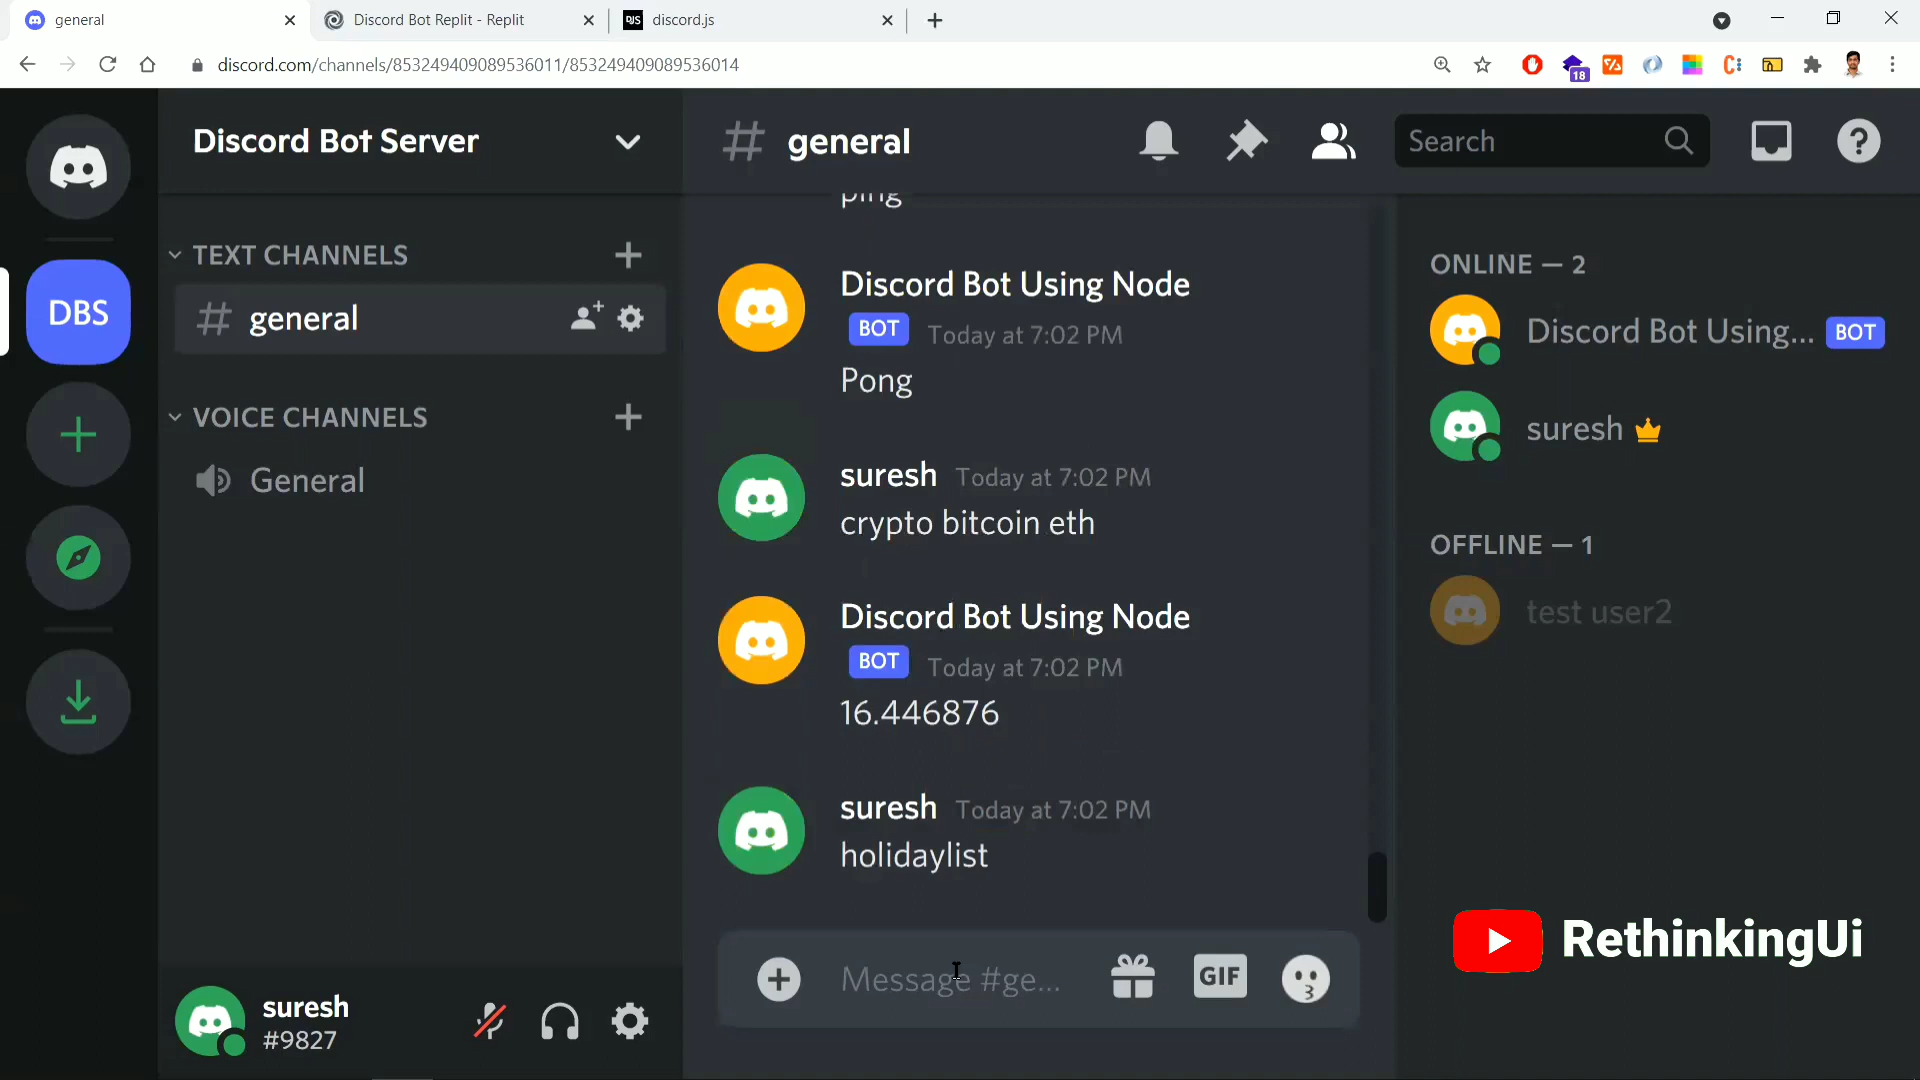 general
Discord Bot Replit - Replit
DJS
discord.js
discord.com/channels/853249409089536011/853249409089536014
18
Discord Bot Server
general
Search
TEXT CHANNELS
DBS
general
VOICE CHANNELS
General
suresh
#9827
ping
Discord Bot Using Node
BOT Today at 7:02 PM
Pong
suresh Today at 7:02 PM
crypto bitcoin eth
Discord Bot Using Node
BOT Today at 7:02 PM
16.446876
suresh Today at 7:02 PM
holidaylist
Message #ge...
GIF
ONLINE — 2
Discord Bot Using... BOT
suresh
OFFLINE — 1
test user2
RethinkingUi